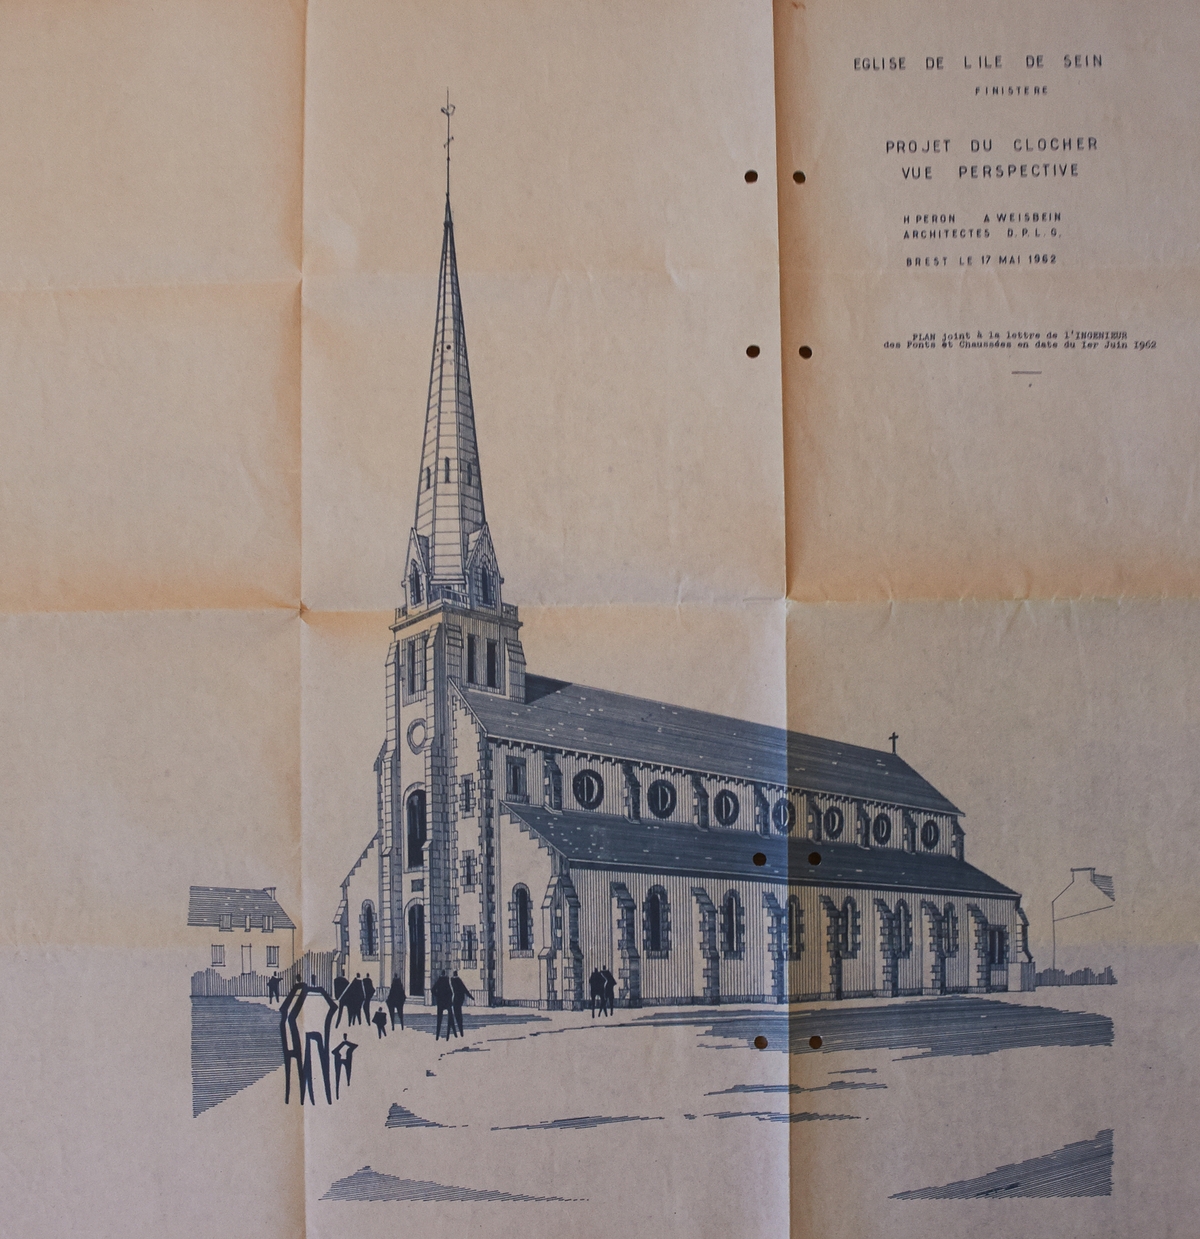 EGLISE DE L ILE DE SEIN
FINISTERE
PROJET DU CLOCHER
VUE PERSPECTIVE
H PERON A WEISBEIN
ARCHITECTES D.P.L.G.
BREST LE 17 MAI 1962
PLAN joint à la lettre de l'INGENIEUR
des Ponts et Chaussées en date du 1er Juin 1962